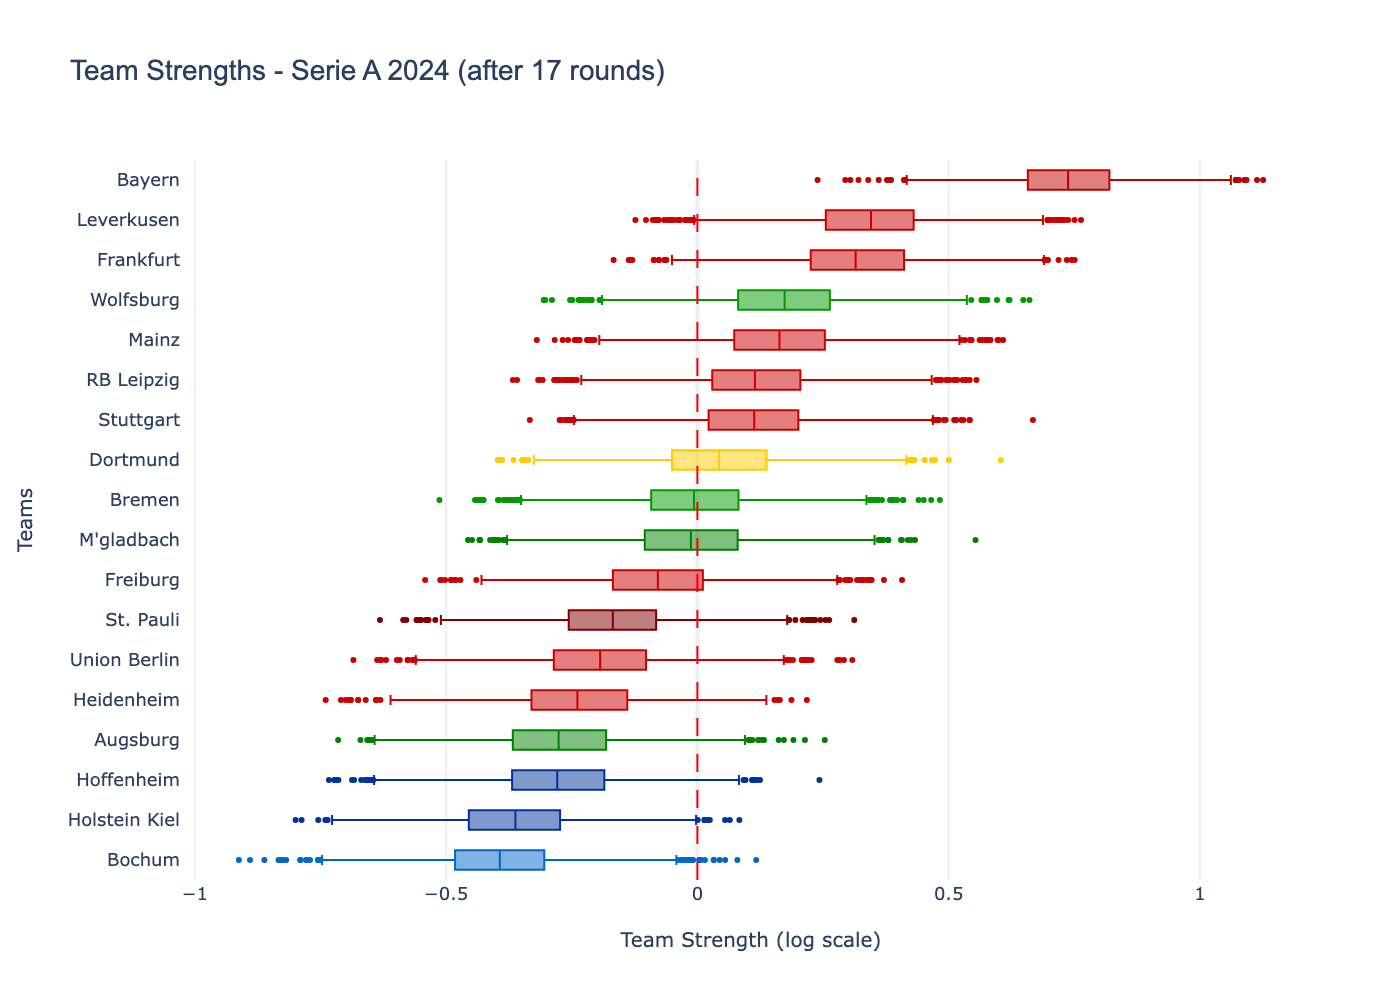 Team Strengths - Serie A 2024 (after 17 rounds)
Teams
Bayern
Leverkusen
Frankfurt
Wolfsburg
Mainz
RB Leipzig
Stuttgart
Dortmund
Bremen
M'gladbach
Freiburg
St. Pauli
Union Berlin
Heidenheim
Augsburg
Hoffenheim
Holstein Kiel
Bochum
−1 −0.5 0 0.5 1
Team Strength (log scale)